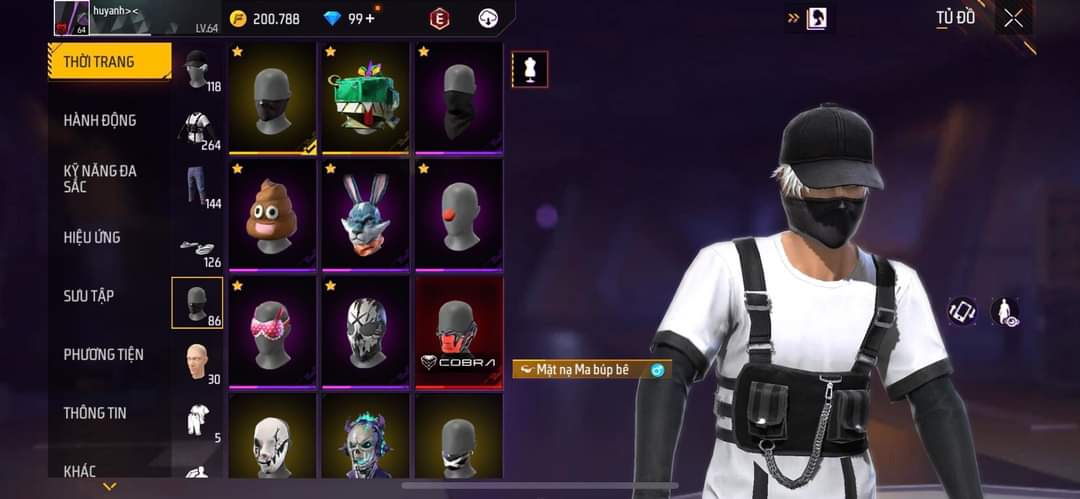 huyanh><
64
LV.64
200.788
99+
E
TỦ ĐỒ
THỜI TRANG
HÀNH ĐỘNG
KỸ NĂNG ĐA
SẮC
HIỆU ỨNG
SƯU TẬP
PHƯƠNG TIỆN
THÔNG TIN
KHÁC
118
264
144
126
86
30
5
COBRA
Mặt nạ Ma búp bê